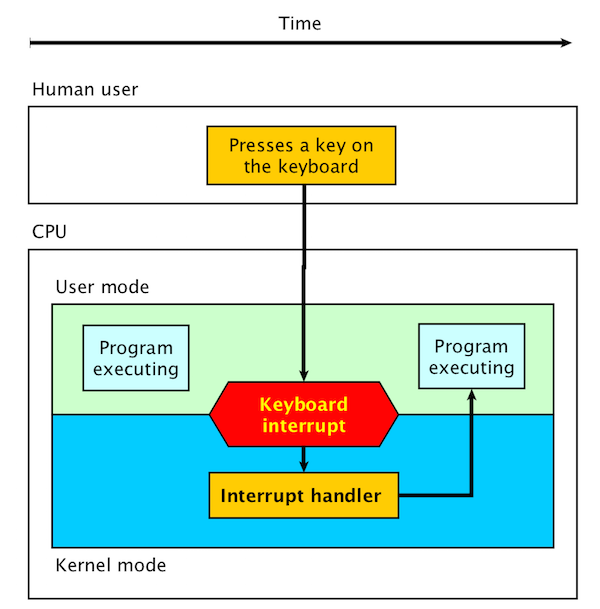 Time
Human user
Presses a key on
the keyboard
CPU
User mode
Program
executing
Program
executing
Keyboard
interrupt
Interrupt handler
Kernel mode